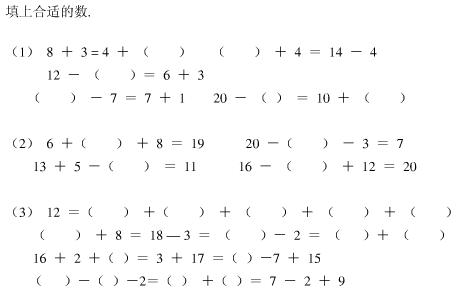 填上合适的数.
（1） 8 + 3 = 4 + （　　） （　　） + 4 = 14 － 4
12 － （　　）= 6 + 3
（　　） － 7 = 7 + 1 20 － （ ） = 10 + （　　）
（2） 6 +（　　） + 8 = 19 20 －（　　） － 3 = 7
13 + 5 －（　　） = 11 16 － （　　） + 12 = 20
（3） 12 =（　　） +（　　） + （　　） + （　　） + （　　）
（　　） + 8 = 18 — 3 = （　　）－ 2 = （　　）+ （　　）
16 + 2 +（ ）= 3 + 17 =（ ）－7 + 15
（　　）－（ ）－2=（ ） +（ ）= 7 － 2 + 9